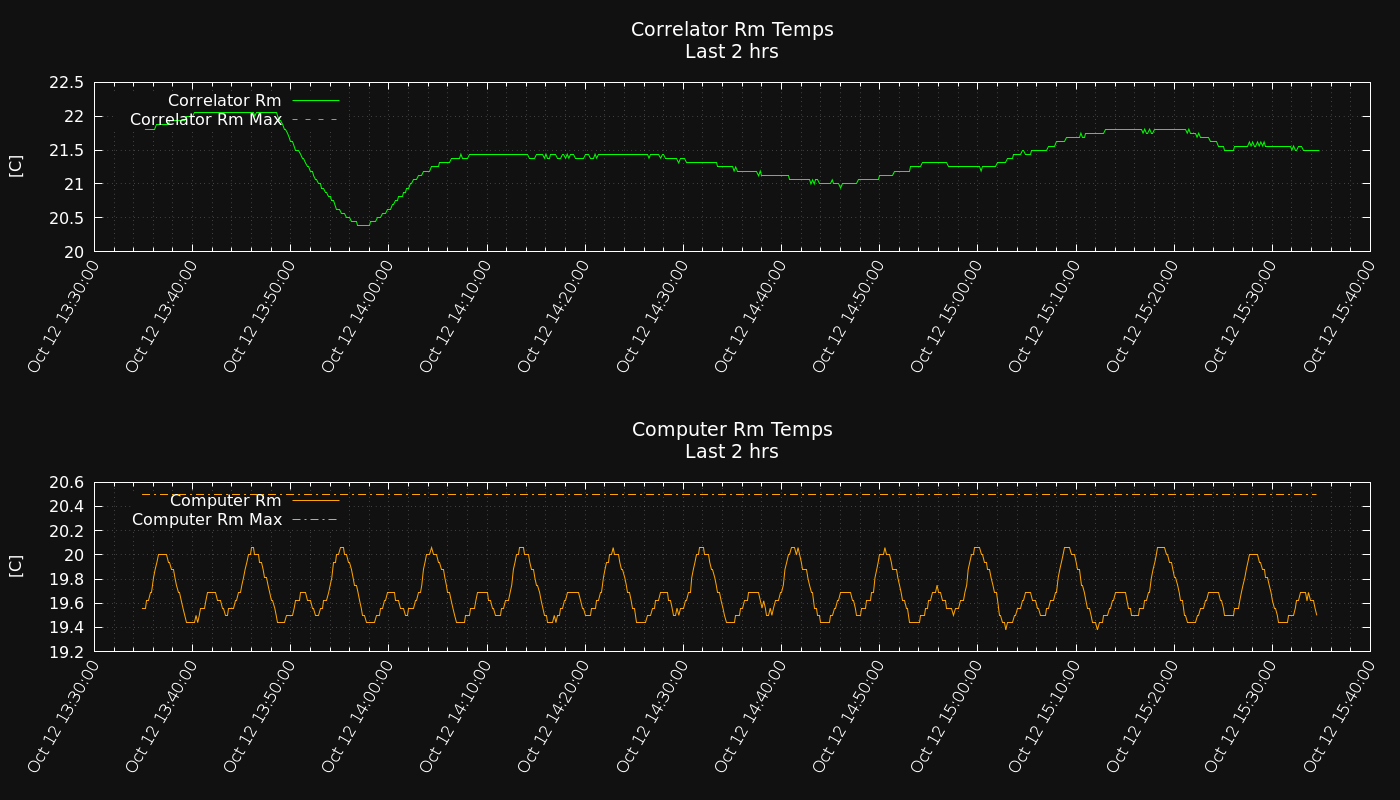 Correlator Rm Temps
Last 2 hrs
22.5
22
21.5
21
20.5
20
[C]
Correlator Rm
Correlator Rm Max
Oct 12 13:30:00
Oct 12 13:40:00
Oct 12 13:50:00
Oct 12 14:00:00
Oct 12 14:10:00
Oct 12 14:20:00
Oct 12 14:30:00
Oct 12 14:40:00
Oct 12 14:50:00
Oct 12 15:00:00
Oct 12 15:10:00
Oct 12 15:20:00
Oct 12 15:30:00
Oct 12 15:40:00
Computer Rm Temps
Last 2 hrs
20.6
20.4
20.2
20
19.8
19.6
19.4
19.2
[C]
Computer Rm
Computer Rm Max
Oct 12 13:30:00
Oct 12 13:40:00
Oct 12 13:50:00
Oct 12 14:00:00
Oct 12 14:10:00
Oct 12 14:20:00
Oct 12 14:30:00
Oct 12 14:40:00
Oct 12 14:50:00
Oct 12 15:00:00
Oct 12 15:10:00
Oct 12 15:20:00
Oct 12 15:30:00
Oct 12 15:40:00